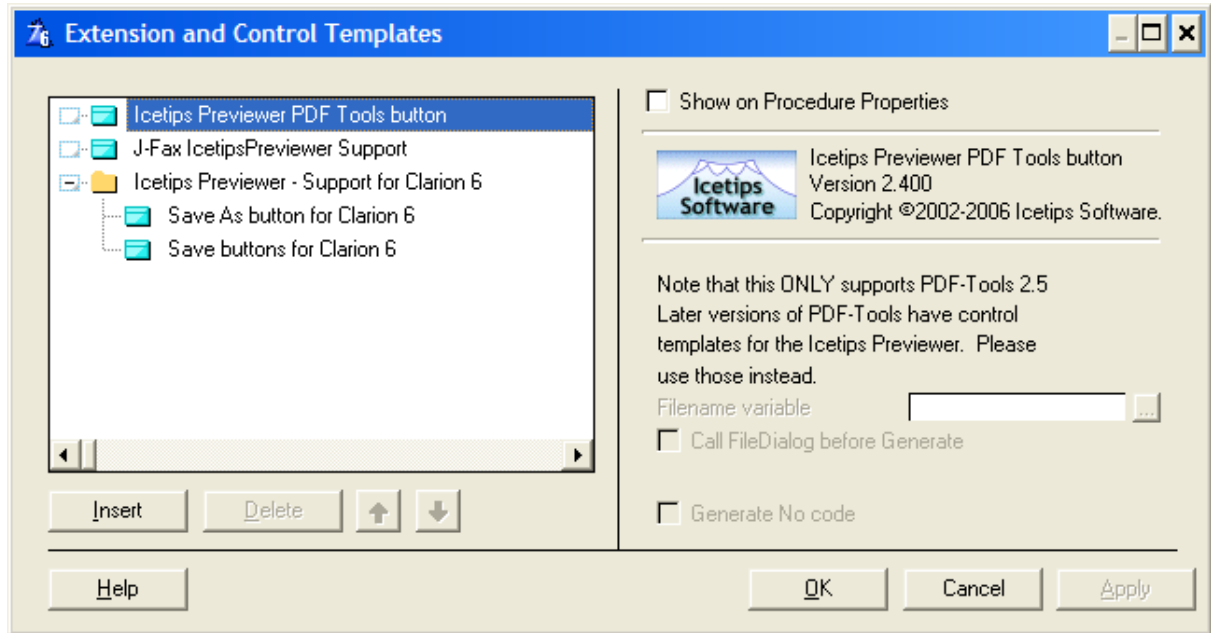 Extension and Control Templates
Icetips Previewer PDF Tools button
J-Fax IcetipsPreviewer Support
Icetips Previewer - Support for Clarion 6
Save As button for Clarion 6
Save buttons for Clarion 6
Insert
Delete
Show on Procedure Properties
Icetips
Software
Icetips Previewer PDF Tools button
Version 2.400
Copyright ©2002-2006 Icetips Software.
Note that this ONLY supports PDF-Tools 2.5
Later versions of PDF-Tools have control
templates for the Icetips Previewer. Please
use those instead.
Filename variable
...
Call FileDialog before Generate
Generate No code
Help
OK
Cancel
Apply